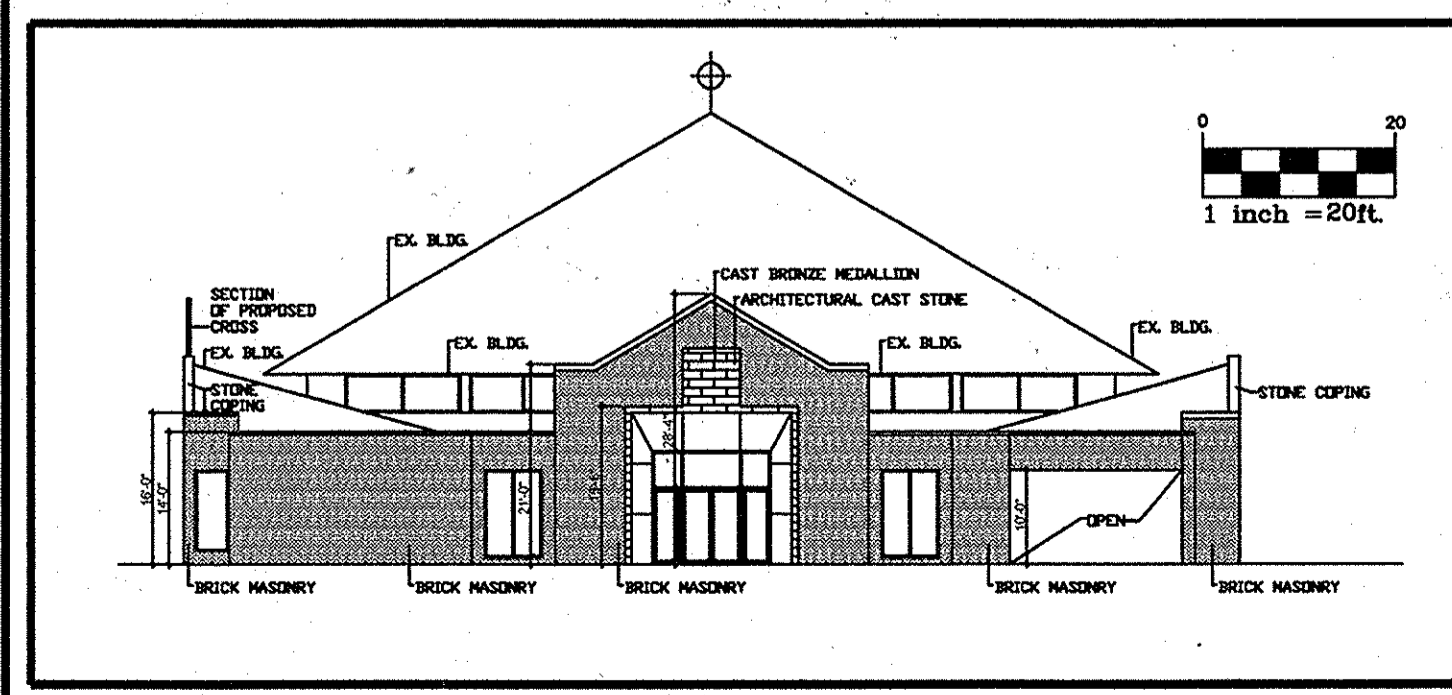 0 20
1 inch =20ft.
EX. BLDG.
CAST BRONZE MEDALLION
ARCHITECTURAL CAST STONE
SECTION
OF PROPOSED
CROSS
EX. BLDG.
EX. BLDG.
EX. BLDG.
EX. BLDG.
STONE
COPING
STONE COPING
28'-4"
16'-0"
14'-0"
21'-0"
10'-0"
OPEN
BRICK MASONRY
BRICK MASONRY
BRICK MASONRY
BRICK MASONRY
BRICK MASONRY